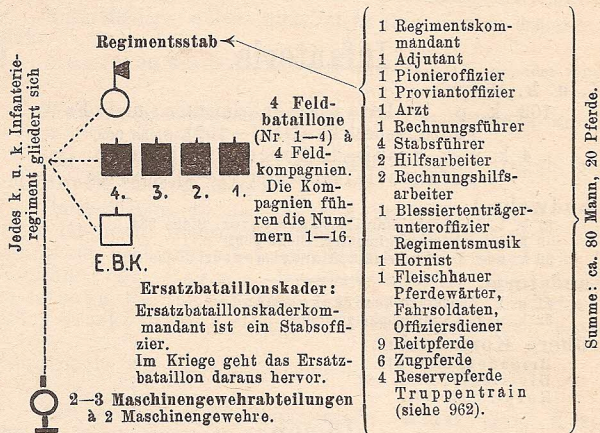 Jedes k. u. k. Infanterie-
regiment gliedert sich
Regimentsstab
4 Feld-
bataillone
(Nr. 1—4) à
4 Feld-
kompagnien.
Die Kom-
pagnien füh-
ren die Num-
mern 1—16.
4. 3. 2. 1.
E.B.K.
Ersatzbataillonskader:
Ersatzbataillonskaderkom-
mandant ist ein Stabsoffi-
zier.
Im Kriege geht das Ersatz-
bataillon daraus hervor.
2—3 Maschinengewehrabteilungen
à 2 Maschinengewehre.
1 Regimentskom-
mandant
1 Adjutant
1 Pionieroffizier
1 Proviantoffizier
1 Arzt
1 Rechnungsführer
4 Stabsführer
2 Hilfsarbeiter
2 Rechnungshilfs-
arbeiter
1 Blessiertenträger-
unteroffizier
Regimentsmusik
1 Hornist
1 Fleischhauer
Pferdewärter,
Fahrsoldaten,
Offiziersdiener
9 Reitpferde
6 Zugpferde
4 Reservepferde
Truppentrain
(siehe 962).
Summe: ca. 80 Mann, 20 Pferde.